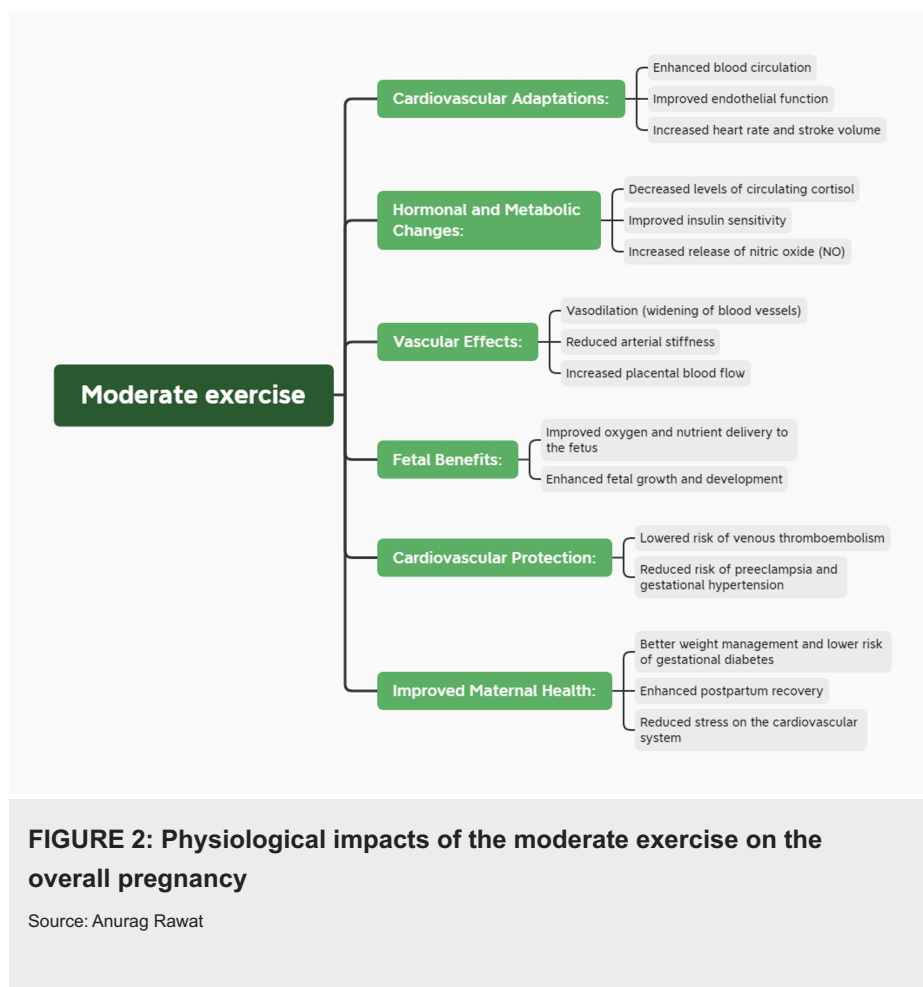 Moderate exercise
Cardiovascular Adaptations:
Enhanced blood circulation
Improved endothelial function
Increased heart rate and stroke volume
Hormonal and Metabolic
Changes:
Decreased levels of circulating cortisol
Improved insulin sensitivity
Increased release of nitric oxide (NO)
Vascular Effects:
Vasodilation (widening of blood vessels)
Reduced arterial stiffness
Increased placental blood flow
Fetal Benefits:
Improved oxygen and nutrient delivery to
the fetus
Enhanced fetal growth and development
Cardiovascular Protection:
Lowered risk of venous thromboembolism
Reduced risk of preeclampsia and
gestational hypertension
Improved Maternal Health:
Better weight management and lower risk
of gestational diabetes
Enhanced postpartum recovery
Reduced stress on the cardiovascular
system
FIGURE 2: Physiological impacts of the moderate exercise on the
overall pregnancy
Source: Anurag Rawat